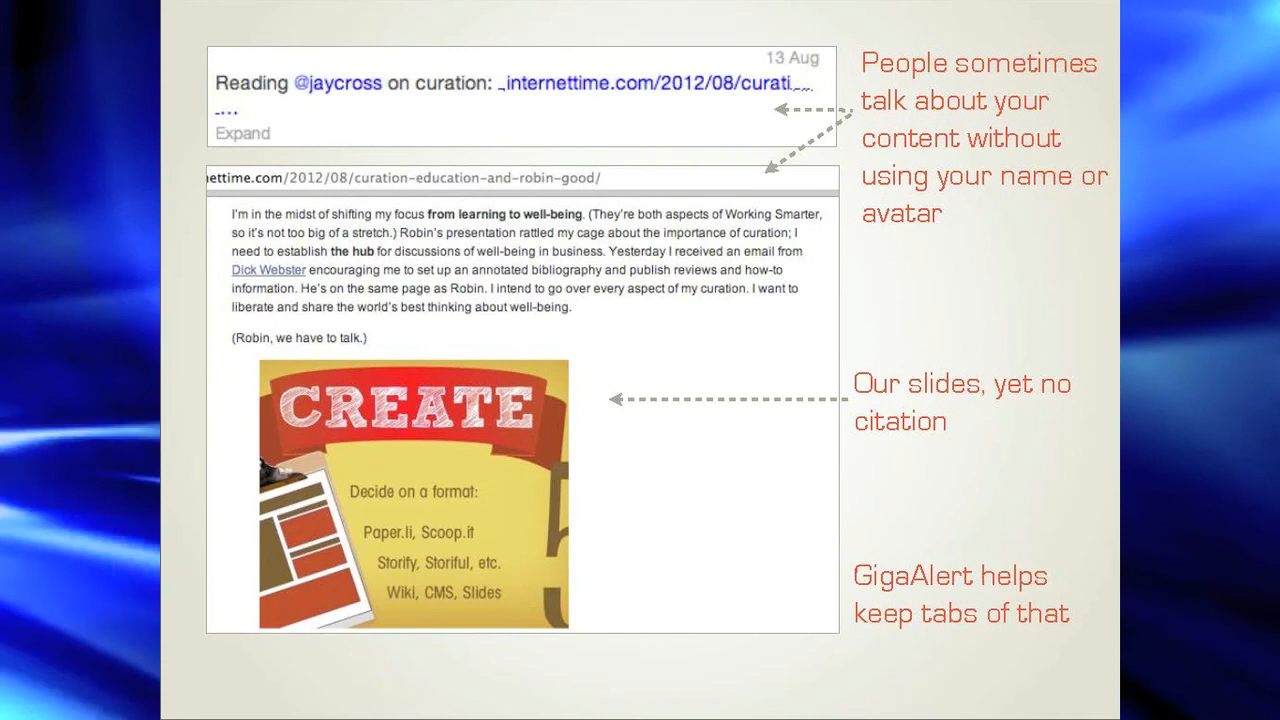 13 Aug
Reading @jaycross on curation: internettime.com/2012/08/curati...
...
Expand
People sometimes
talk about your
content without
using your name or
avatar
nettime.com/2012/08/curation-education-and-robin-good/
I'm in the midst of shifting my focus from learning to well-being. (They're both aspects of Working Smarter,
so it's not too big of a stretch.) Robin's presentation rattled my cage about the importance of curation; I
need to establish the hub for discussions of well-being in business. Yesterday I received an email from
Dick Webster encouraging me to set up an annotated bibliography and publish reviews and how-to
information. He's on the same page as Robin. I intend to go over every aspect of my curation. I want to
liberate and share the world's best thinking about well-being.
(Robin, we have to talk.)
CREATE
Decide on a format:
Paper.li, Scoop.it
Storify, Storiful, etc.
Wiki, CMS, Slides
5
Our slides, yet no
citation
GigaAlert helps
keep tabs of that